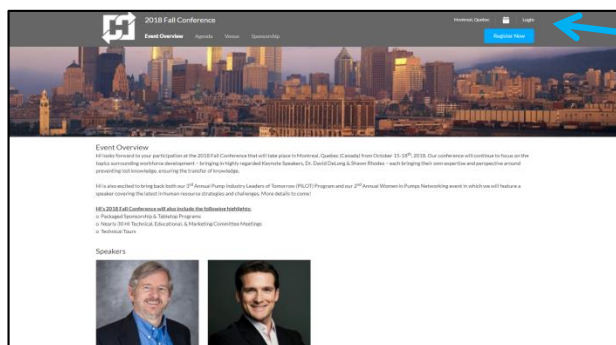 2018 Fall Conference
Montreal, Quebec
Login
Event Overview
Agenda
Venue
Sponsorship
Register Now
Event Overview
HI looks forward to your participation at the 2018 Fall Conference that will take place in Montreal, Quebec (Canada) from October 15-18th, 2018. Our conference will continue to focus on the
topics surrounding workforce development – bringing in highly regarded Keynote Speakers, Dr. David DeLong & Shawn Rhodes – each bringing their own expertise and perspective around
preventing lost knowledge, ensuring the transfer of knowledge.
HI is also excited to bring back both our 3rd Annual Pump Industry Leaders of Tomorrow (PILOT) Program and our 2nd Annual Women in Pumps Networking event in which we will feature a
speaker covering the latest in human resource strategies and challenges. More details to come!
HI's 2018 Fall Conference will also include the following highlights:
o Packaged Sponsorship & Tabletop Programs
o Nearly 30 HI Technical, Educational, & Marketing Committee Meetings
o Technical Tours
Speakers